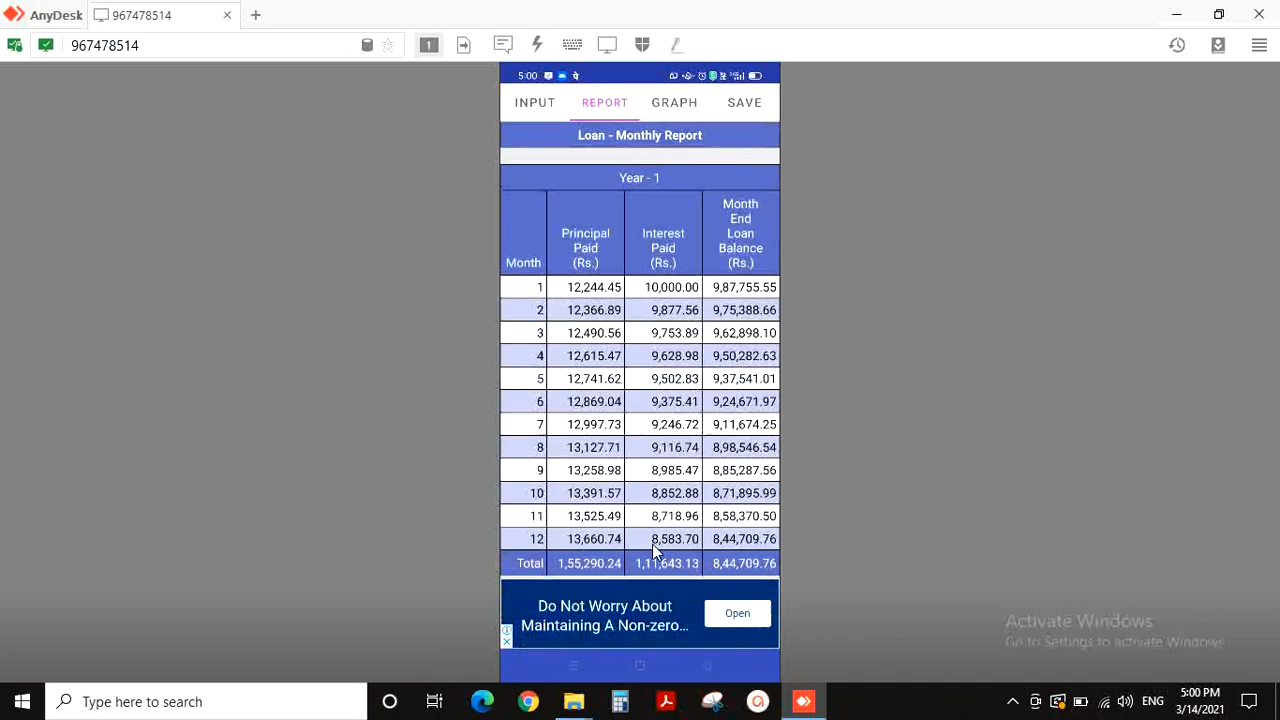 AnyDesk
967478514
967478514
1
5:00
INPUT REPORT GRAPH SAVE
Loan - Monthly Report
Year - 1
Month
Principal
Paid
(Rs.)
Interest
Paid
(Rs.)
Month
End
Loan
Balance
(Rs.)
1 12,244.45 10,000.00 9,87,755.55
2 12,366.89 9,877.56 9,75,388.66
3 12,490.56 9,753.89 9,62,898.10
4 12,615.47 9,628.98 9,50,282.63
5 12,741.62 9,502.83 9,37,541.01
6 12,869.04 9,375.41 9,24,671.97
7 12,997.73 9,246.72 9,11,674.25
8 13,127.71 9,116.74 8,98,546.54
9 13,258.98 8,985.47 8,85,287.56
10 13,391.57 8,852.88 8,71,895.99
11 13,525.49 8,718.96 8,58,370.50
12 13,660.74 8,583.70 8,44,709.76
Total 1,55,290.24 1,11,643.13 8,44,709.76
Do Not Worry About
Maintaining A Non-zero...
Open
Activate Windows
Go to Settings to activate Windows.
Type here to search
ENG
5:00 PM
3/14/2021